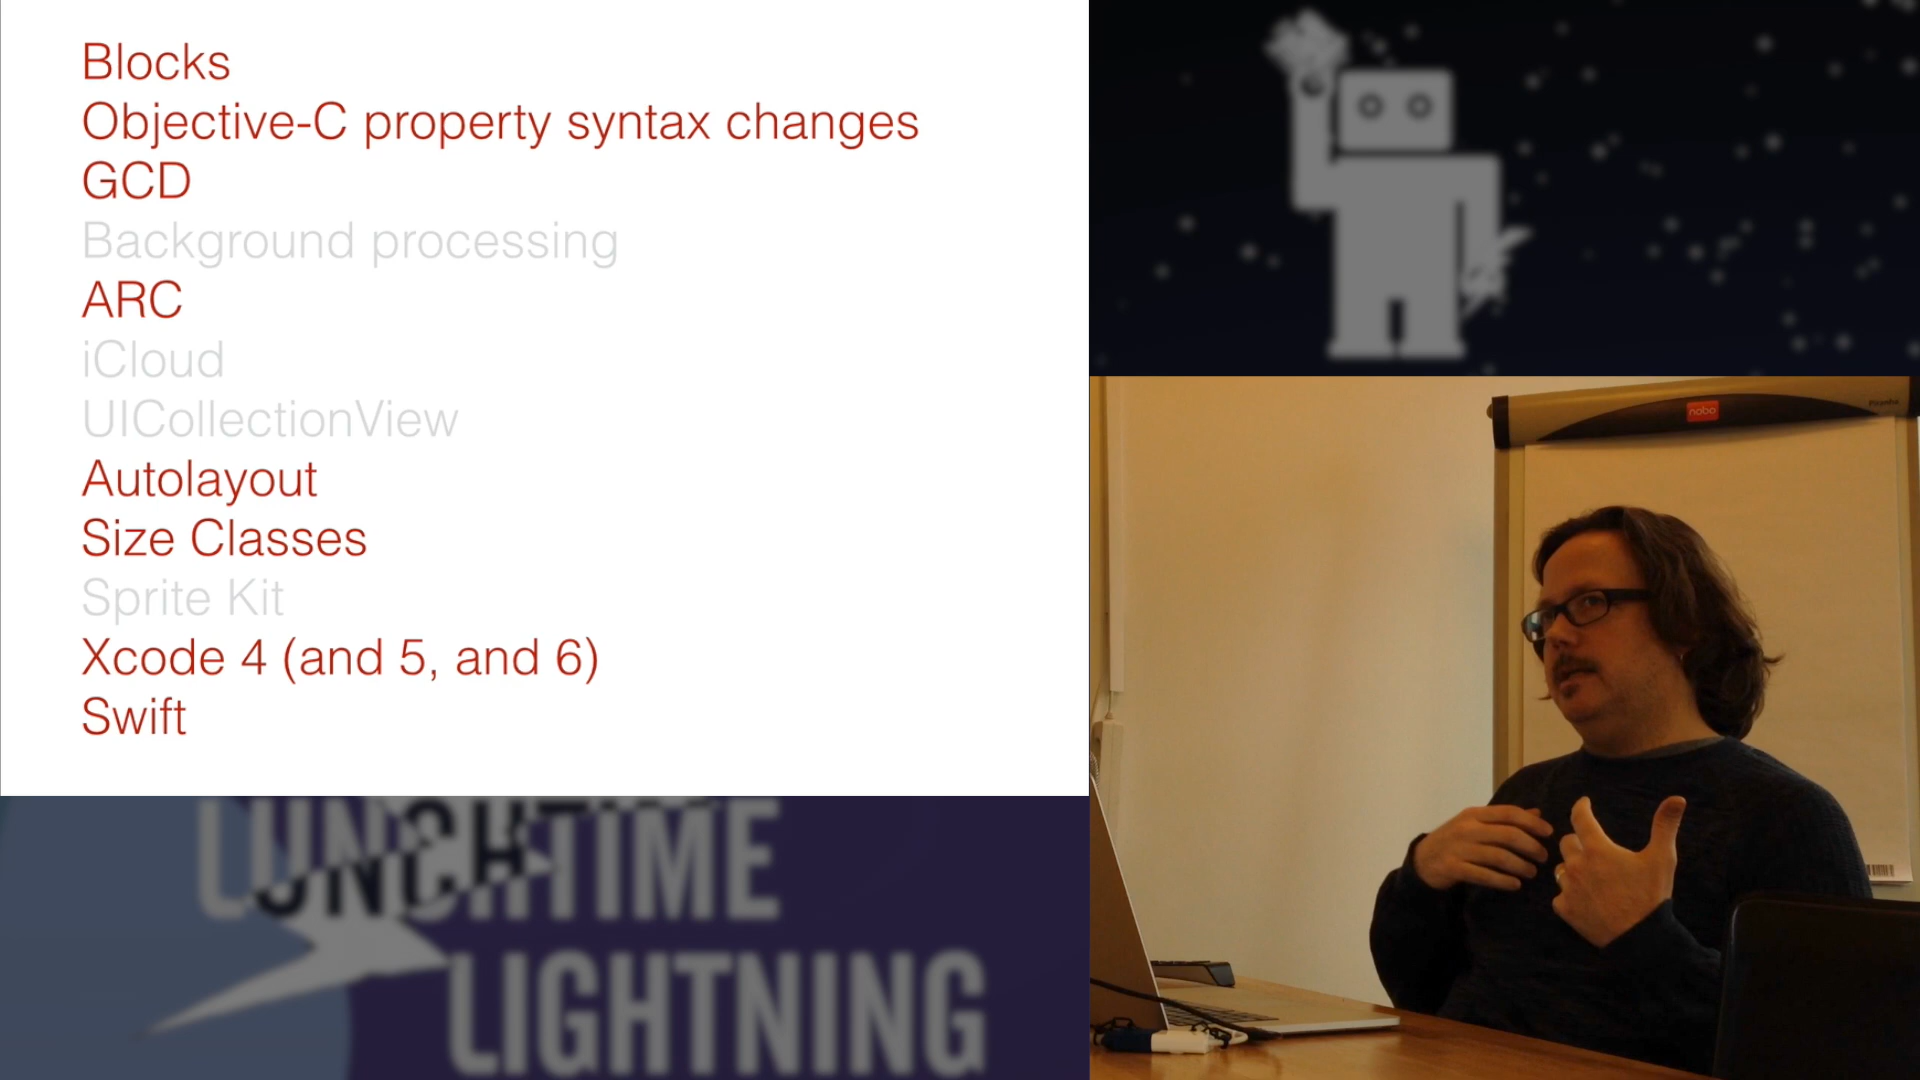 Blocks
Objective-C property syntax changes
GCD
Background processing
ARC
iCloud
UICollectionView
Autolayout
Size Classes
Sprite Kit
Xcode 4 (and 5, and 6)
Swift
LUNCHTIME
LIGHTNING
nobo